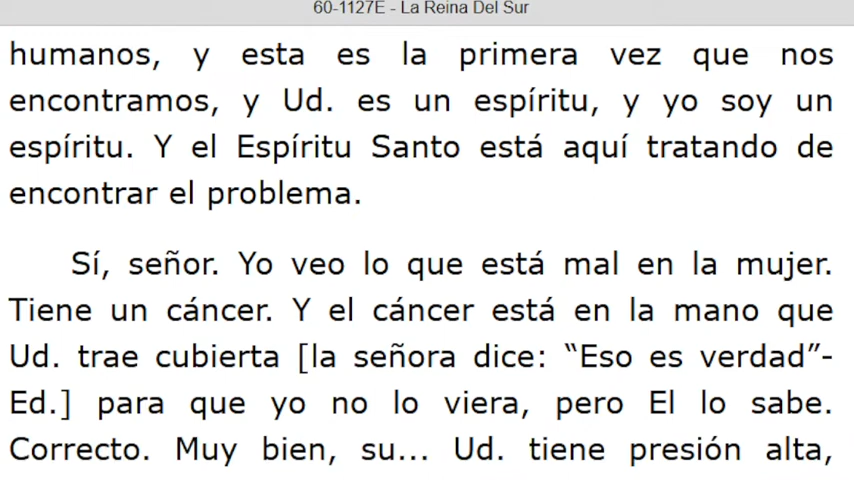 60-1127E - La Reina Del Sur
humanos, y esta es la primera vez que nos
encontramos, y Ud. es un espíritu, y yo soy un
espíritu. Y el Espíritu Santo está aquí tratando de
encontrar el problema.
Sí, señor. Yo veo lo que está mal en la mujer.
Tiene un cáncer. Y el cáncer está en la mano que
Ud. trae cubierta [la señora dice: “Eso es verdad”-
Ed.] para que yo no lo viera, pero El lo sabe.
Correcto. Muy bien, su... Ud. tiene presión alta,